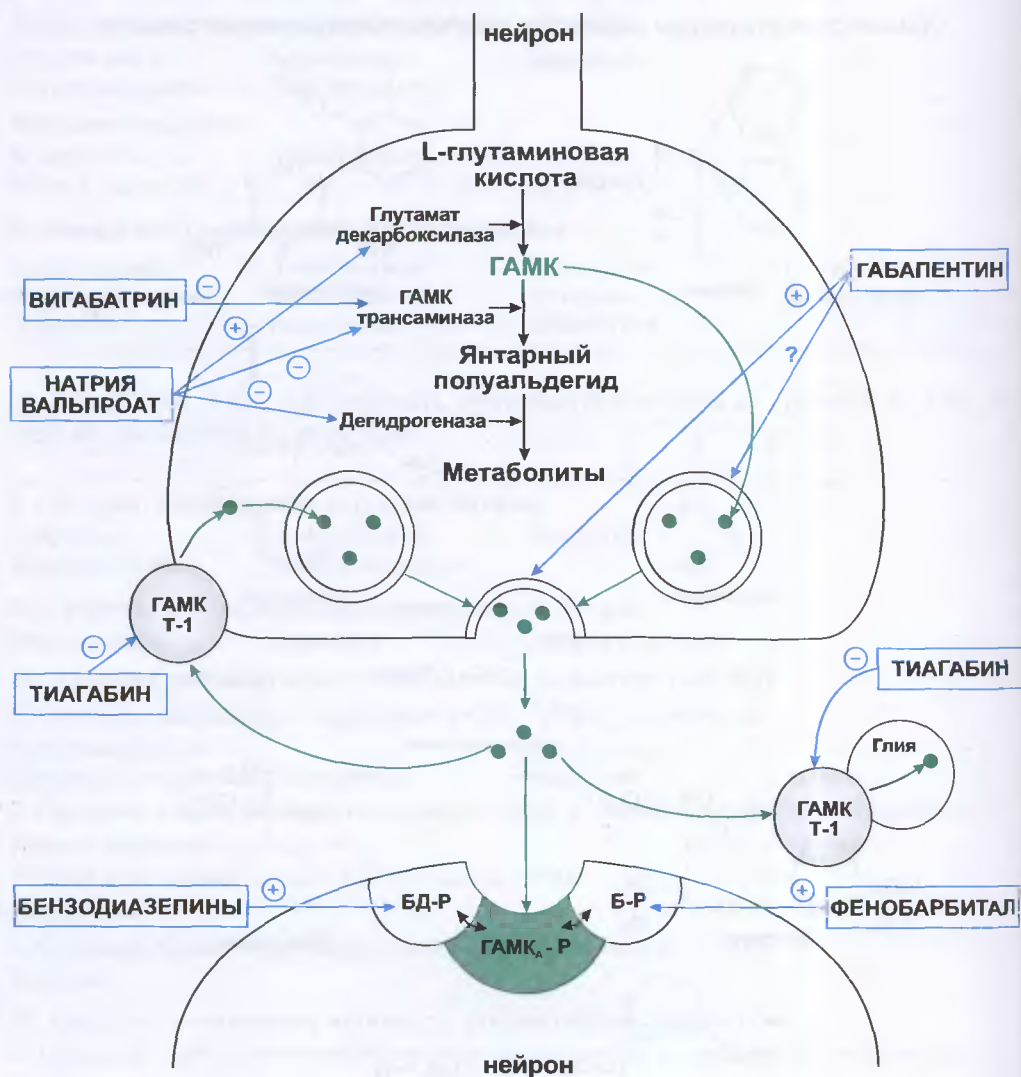 нейрон
L-глутаминовая
кислота
Глутамат
декарбоксилаза
ГАМК
ГАБАПЕНТИН
ВИГАБАТРИН
−
+
ГАМК
трансаминаза
+
?
Янтарный
полуальдегид
НАТРИЯ
ВАЛЬПРОАТ
−
−
Дегидрогеназа
Метаболиты
ГАМК
Т-1
−
ТИАГАБИН
−
ТИАГАБИН
Глия
ГАМК
Т-1
БЕНЗОДИАЗЕПИНЫ
+
БД-Р
Б-Р
+
ФЕНОБАРБИТАЛ
ГАМКА - Р
нейрон